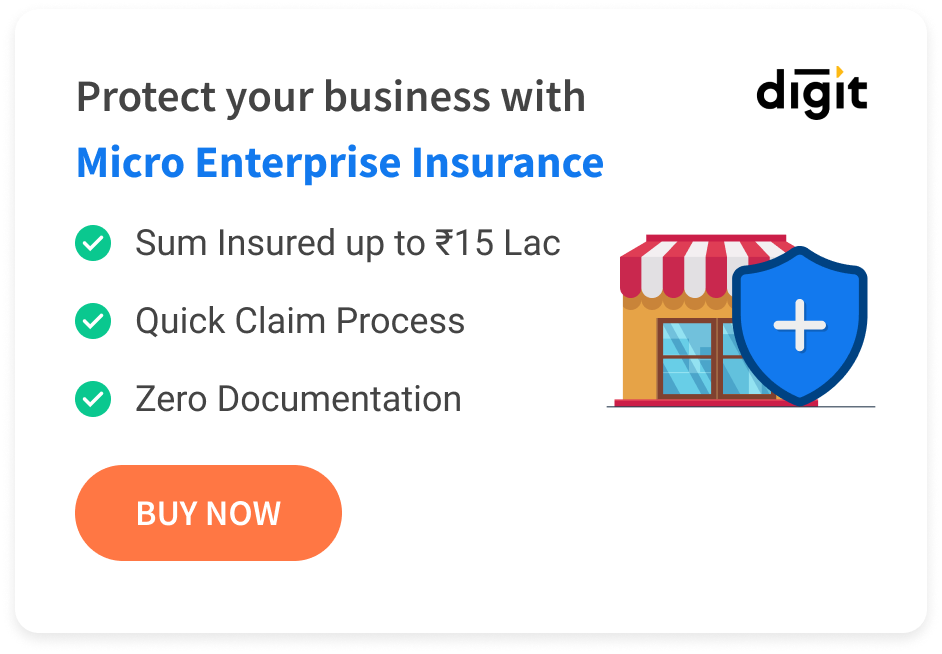 Protect your business with
digit
Micro Enterprise Insurance
Sum Insured up to ₹15 Lac
Quick Claim Process
Zero Documentation
BUY NOW